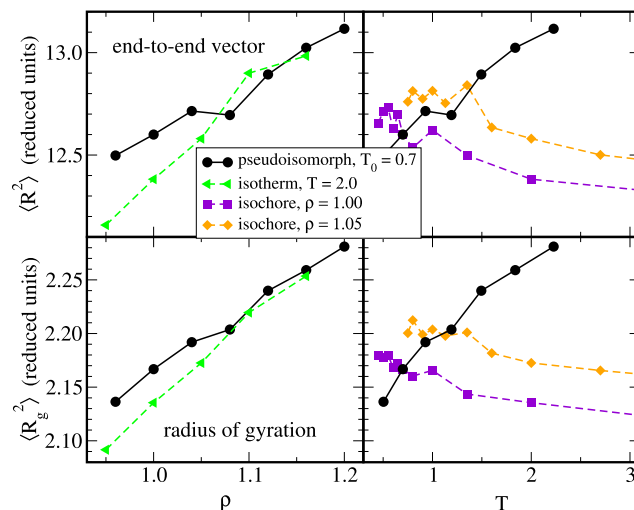 end-to-end vector
⟨R²⟩ (reduced units)
13.0
12.5
pseudoisomorph, T₀ = 0.7
isotherm, T = 2.0
isochore, ρ = 1.00
isochore, ρ = 1.05
⟨R_g²⟩ (reduced units)
2.25
2.20
2.15
2.10
radius of gyration
1.0 1.1 1.2 1 2 3
ρ T